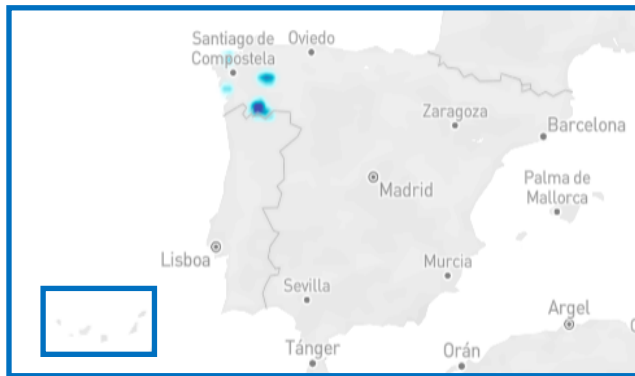 Santiago de
Compostela
Oviedo
Zaragoza
Barcelona
Madrid
Palma de
Mallorca
Lisboa
Murcia
Sevilla
Argel
Tánger
Orán